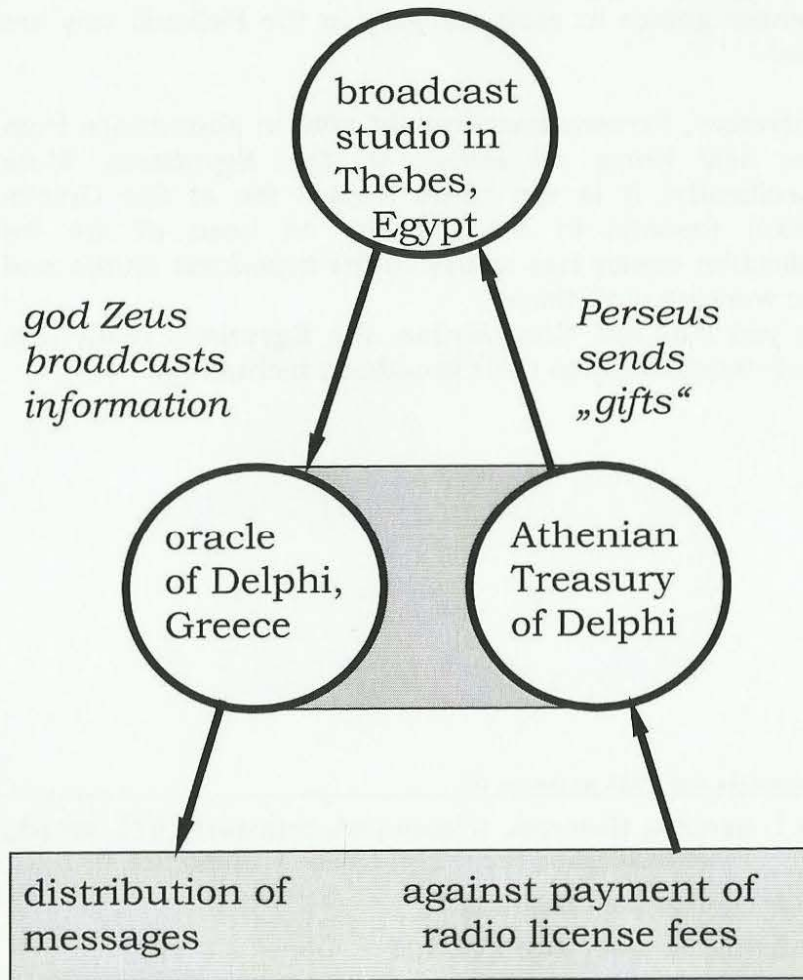 broadcast
studio in
Thebes,
Egypt
god Zeus
broadcasts
information
Perseus
sends
„gifts“
oracle
of Delphi,
Greece
Athenian
Treasury
of Delphi
distribution of
messages
against payment of
radio license fees